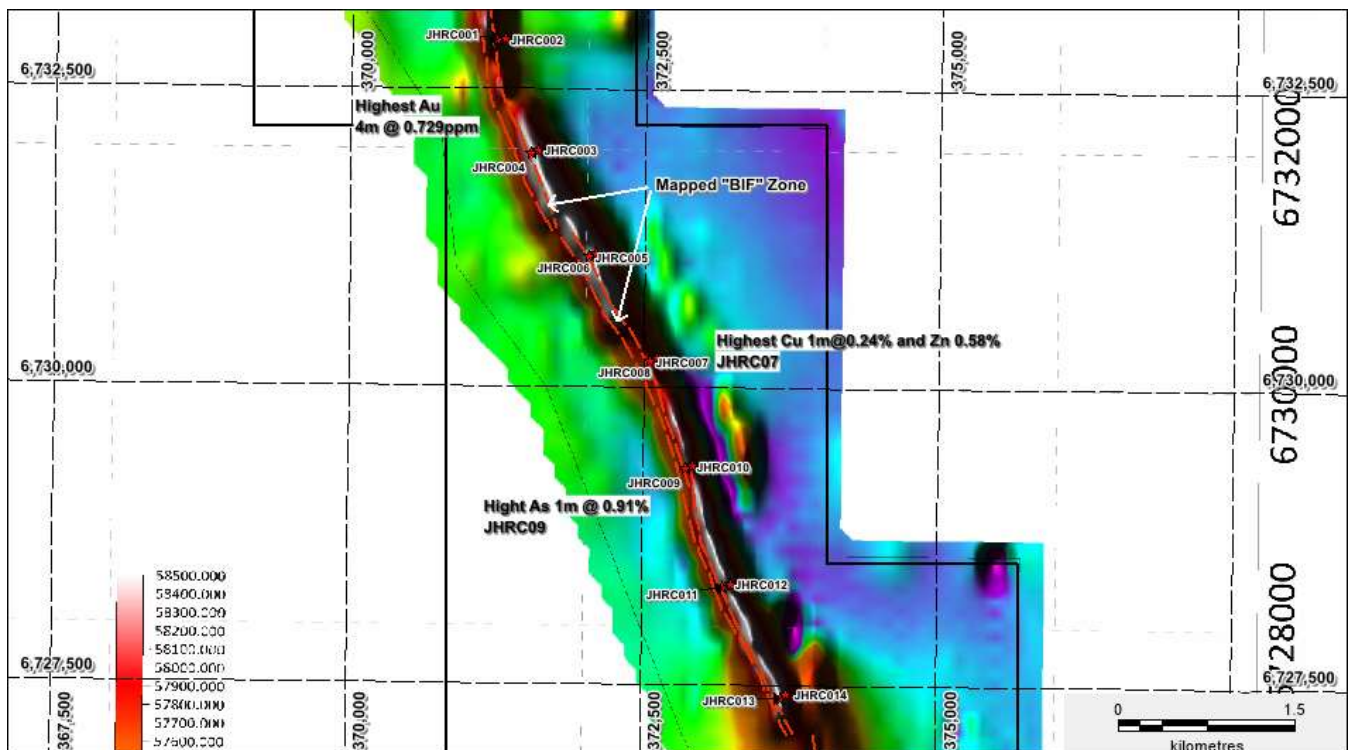 JHRC001
JHRC002
370,000
372,500
375,000
6,732,500
6,732,500
6732000
Highest Au
4m @ 0.729ppm
JHRC003
JHRC004
Mapped "BIF" Zone
JHRC005
JHRC006
Highest Cu 1m@0.24% and Zn 0.58%
JHRC07
JHRC007
JHRC008
6,730,000
6,730,000
6730000
JHRC010
JHRC009
Hight As 1m @ 0.91%
JHRC09
JHRC012
JHRC011
58500.000
58400.000
58300.000
58200.000
58100.000
58000.000
57900.000
57800.000
57700.000
57600.000
6728000
6,727,500
6,727,500
JHRC013
JHRC014
367,500
370,000
372,500
375,000
0 1.5
kilometres